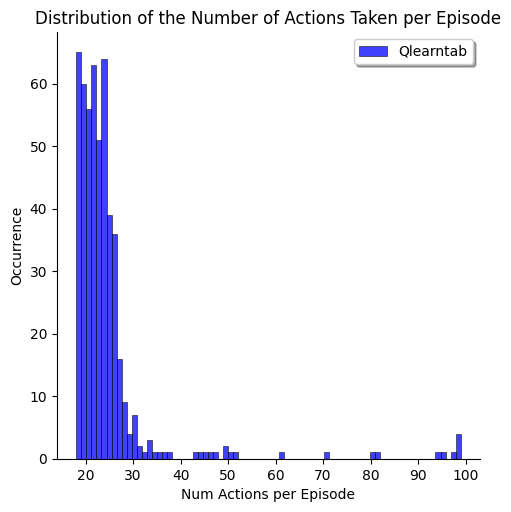 Distribution of the Number of Actions Taken per Episode
Qlearntab
Occurrence
60
50
40
30
20
10
0
20 30 40 50 60 70 80 90 100
Num Actions per Episode